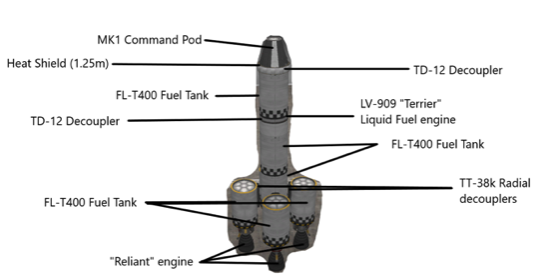 MK1 Command Pod
Heat Shield (1.25m)
TD-12 Decoupler
FL-T400 Fuel Tank
LV-909 "Terrier"
Liquid Fuel engine
TD-12 Decoupler
FL-T400 Fuel Tank
TT-38k Radial
decouplers
FL-T400 Fuel Tank
"Reliant" engine